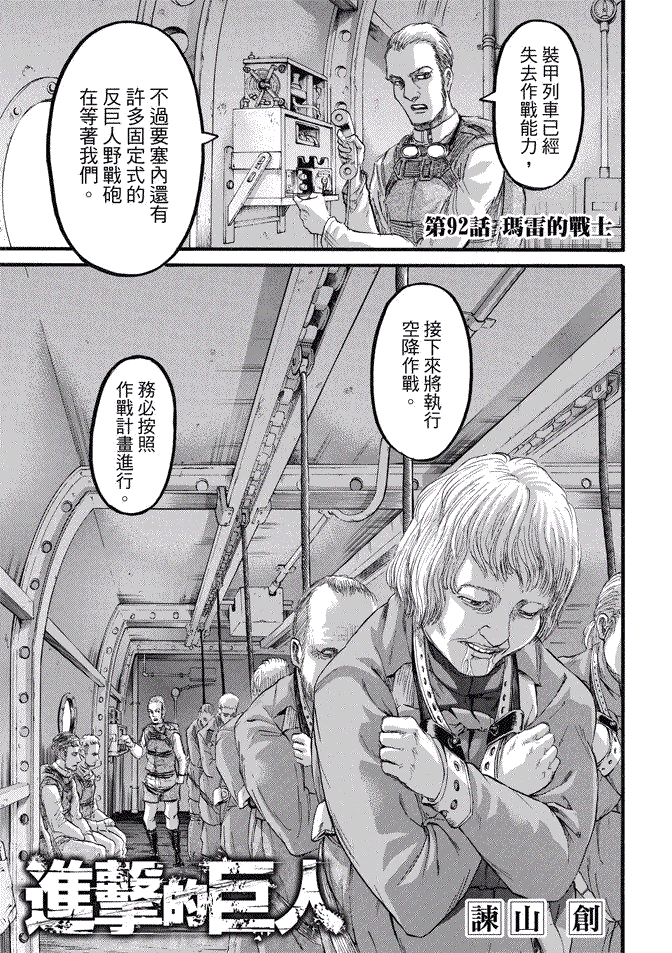 裝甲列車已經
失去作戰能力，
不過要塞內還有
許多固定式的
反巨人野戰砲
在等著我們。
第92話 瑪雷的戰士
接下來將執行
空降作戰。
務必按照
作戰計畫進行。
進擊的巨人
諫山 創